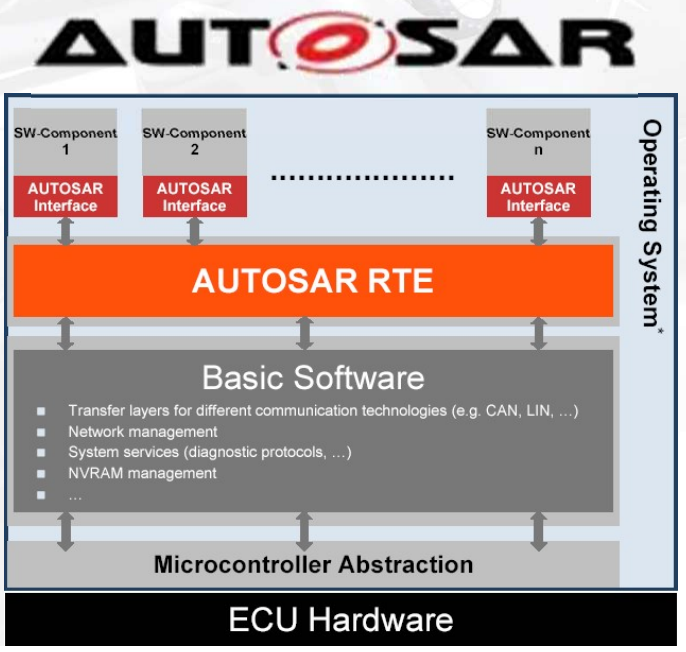 AUTOSAR
SW-Component
1
AUTOSAR
Interface
SW-Component
2
AUTOSAR
Interface
.....................
SW-Component
n
AUTOSAR
Interface
Operating System*
AUTOSAR RTE
Basic Software
Transfer layers for different communication technologies (e.g. CAN, LIN, …)
Network management
System services (diagnostic protocols, …)
NVRAM management
…
Microcontroller Abstraction
ECU Hardware